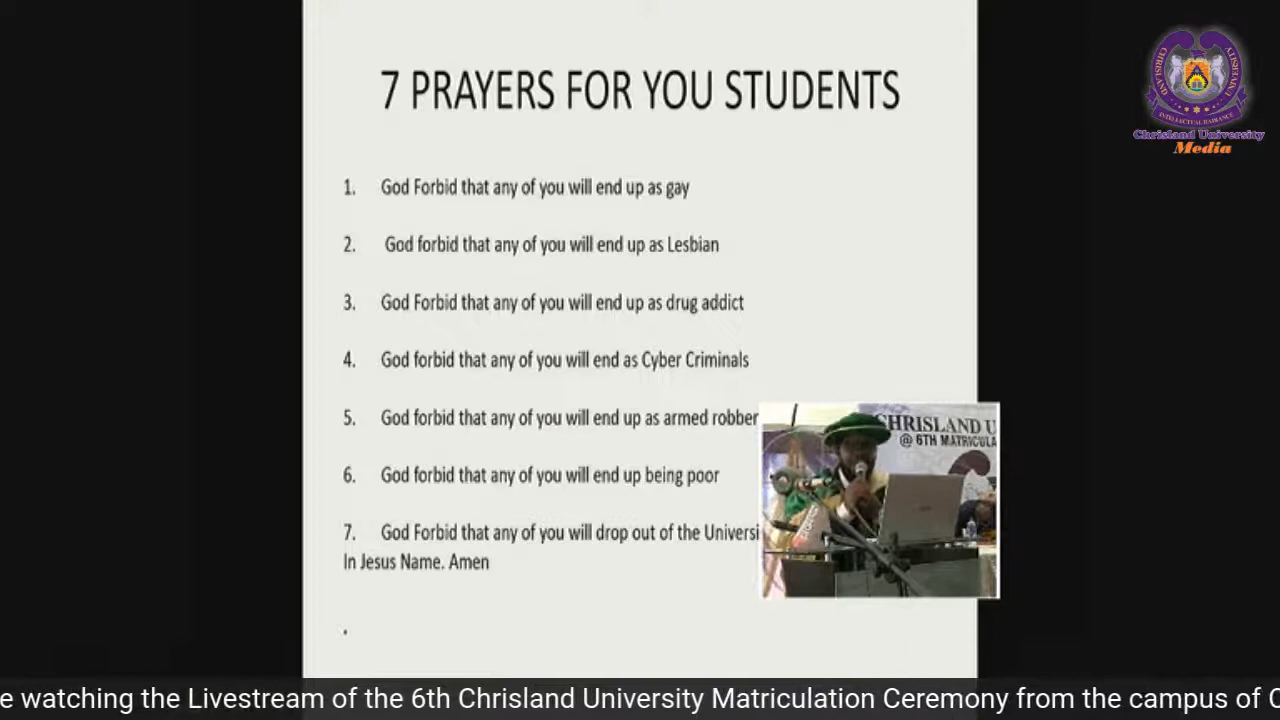 7 PRAYERS FOR YOU STUDENTS
1. God Forbid that any of you will end up as gay
2. God forbid that any of you will end up as Lesbian
3. God Forbid that any of you will end up as drug addict
4. God forbid that any of you will end as Cyber Criminals
5. God forbid that any of you will end up as armed robber
6. God forbid that any of you will end up being poor
7. God Forbid that any of you will drop out of the Universi
In Jesus Name. Amen
.
CHRISLAND UNIVERSITY
INTELLECTUAL RADIANCE
Chrisland University
Media
CHRISLAND U
@ 6TH MATRICULA
e watching the Livestream of the 6th Chrisland University Matriculation Ceremony from the campus of C